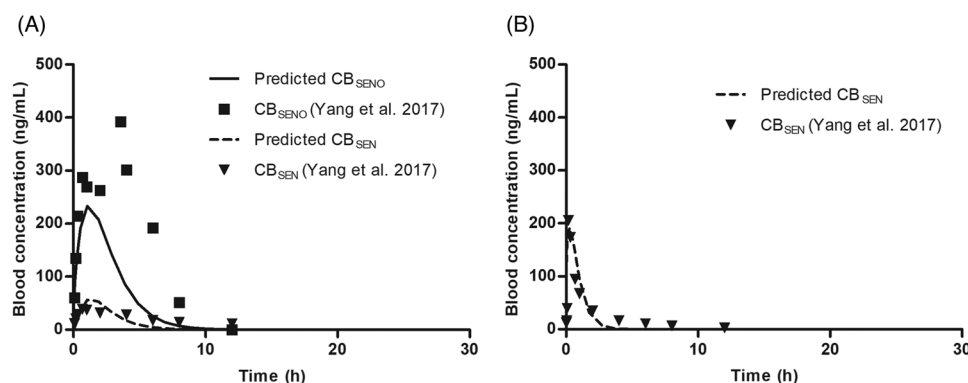 (A)
Blood concentration (ng/mL)
500
400
300
200
100
0
0
10
20
30
Time (h)
Predicted CBSENO
CBSENO (Yang et al. 2017)
Predicted CBSEN
CBSEN (Yang et al. 2017)
(B)
Blood concentration (ng/mL)
500
400
300
200
100
0
0
10
20
30
Time (h)
Predicted CBSEN
CBSEN (Yang et al. 2017)